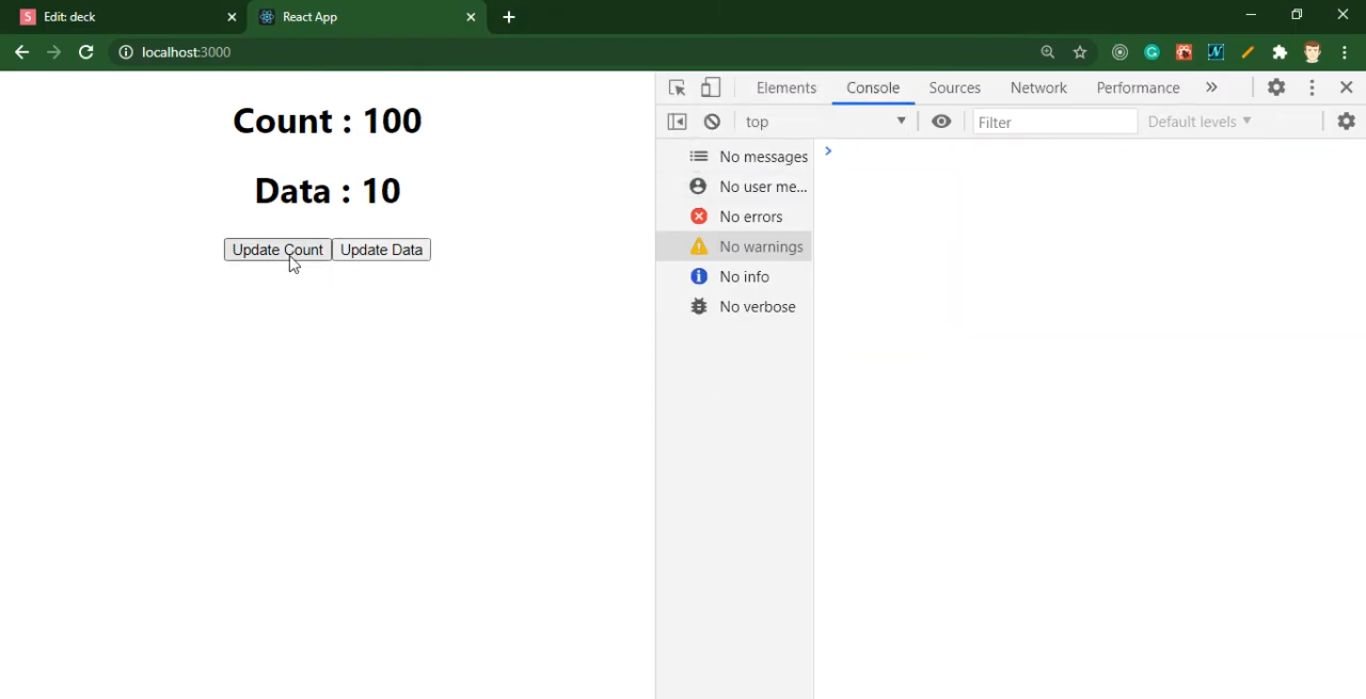 S Edit: deck
React App
localhost:3000
Count : 100
Data : 10
Update Count Update Data
Elements Console Sources Network Performance »
top Filter Default levels
No messages
No user me...
No errors
No warnings
No info
No verbose